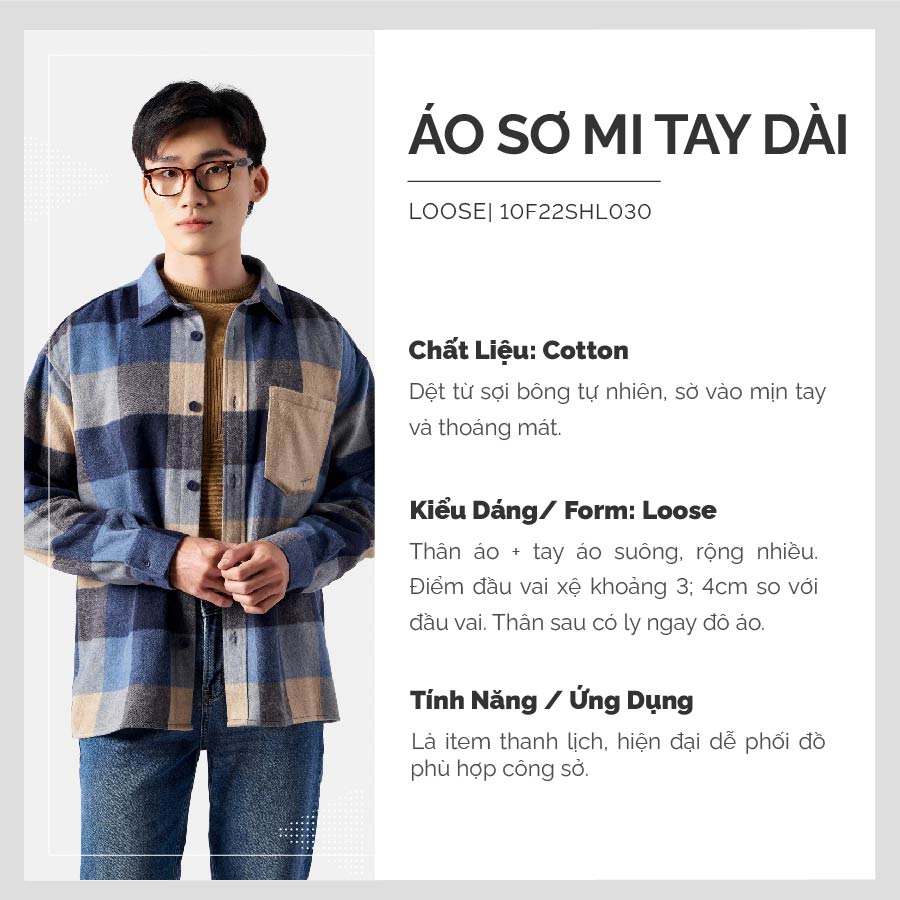 ÁO SƠ MI TAY DÀI
LOOSE| 10F22SHL030
Chất Liệu: Cotton
Dệt từ sợi bông tự nhiên, sờ vào mịn tay
và thoáng mát.
Kiểu Dáng/ Form: Loose
Thân áo + tay áo suông, rộng nhiều.
Điểm đầu vai xệ khoảng 3; 4cm so với
đầu vai. Thân sau có ly ngay đô áo.
Tính Năng / Ứng Dụng
Là item thanh lịch, hiện đại dễ phối đồ
phù hợp công sở.